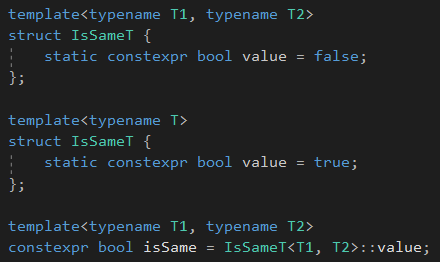 template<typename T1, typename T2>
struct IsSameT {
    static constexpr bool value = false;
};

template<typename T>
struct IsSameT {
    static constexpr bool value = true;
};

template<typename T1, typename T2>
constexpr bool isSame = IsSameT<T1, T2>::value;